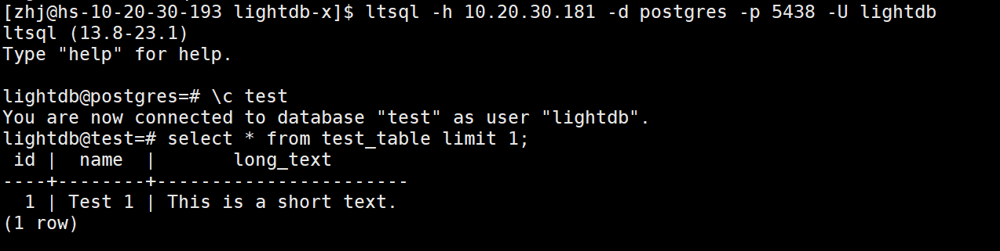 [zhj@hs-10-20-30-193 lightdb-x]$ ltsql -h 10.20.30.181 -d postgres -p 5438 -U lightdb
ltsql (13.8-23.1)
Type "help" for help.
lightdb@postgres=# \c test
You are now connected to database "test" as user "lightdb".
lightdb@test=# select * from test_table limit 1;
 id |  name  |       long_text
----+--------+-----------------------
  1 | Test 1 | This is a short text.
(1 row)